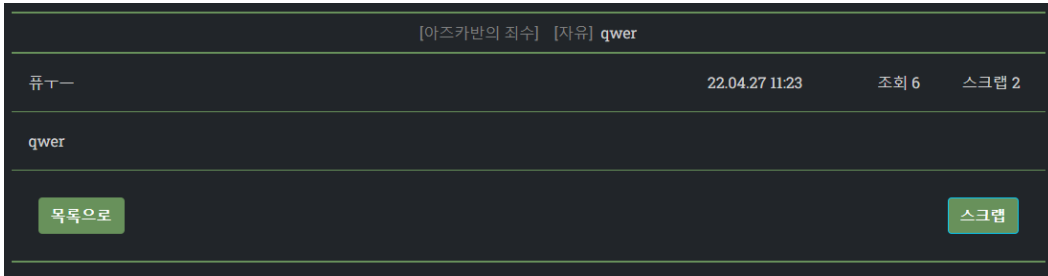 [아즈카반의 죄수] [자유] qwer
퓨ㅜㅡ 22.04.27 11:23 조회 6 스크랩 2
qwer
목록으로 스크랩